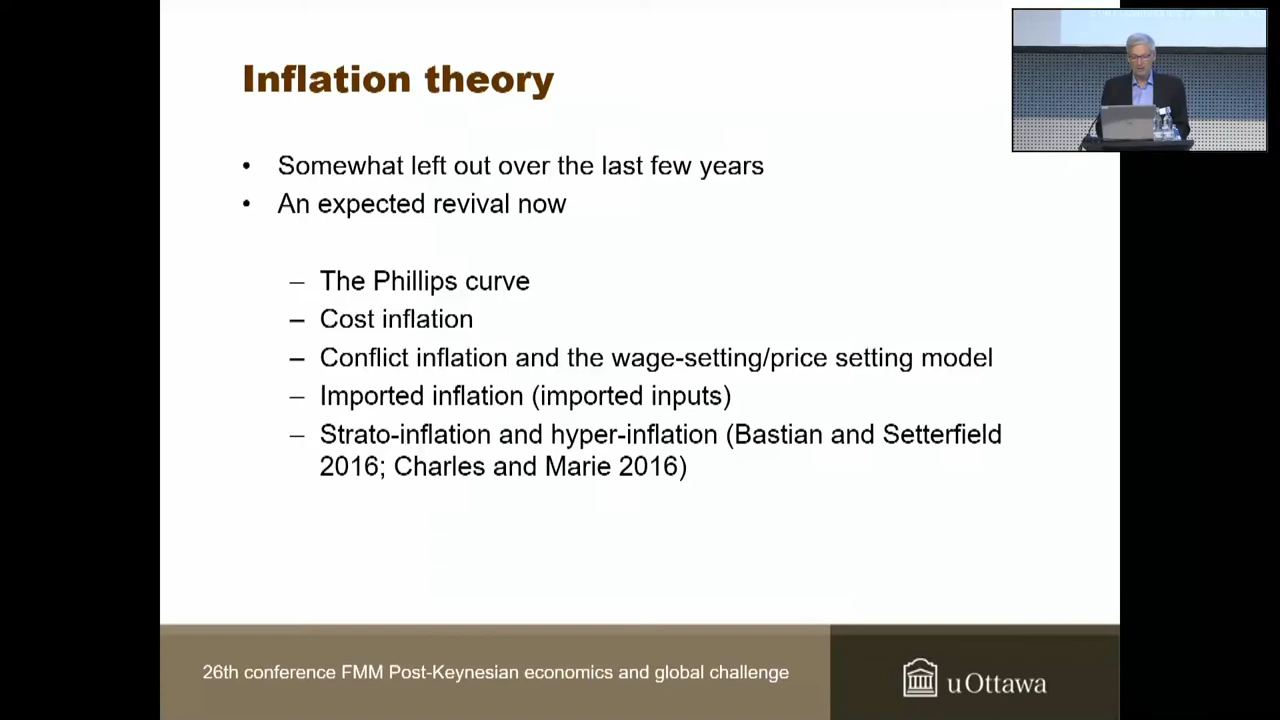 Inflation theory
• Somewhat left out over the last few years
• An expected revival now
– The Phillips curve
– Cost inflation
– Conflict inflation and the wage-setting/price setting model
– Imported inflation (imported inputs)
– Strato-inflation and hyper-inflation (Bastian and Setterfield
2016; Charles and Marie 2016)
26th conference FMM Post-Keynesian economics and global challenge
uOttawa